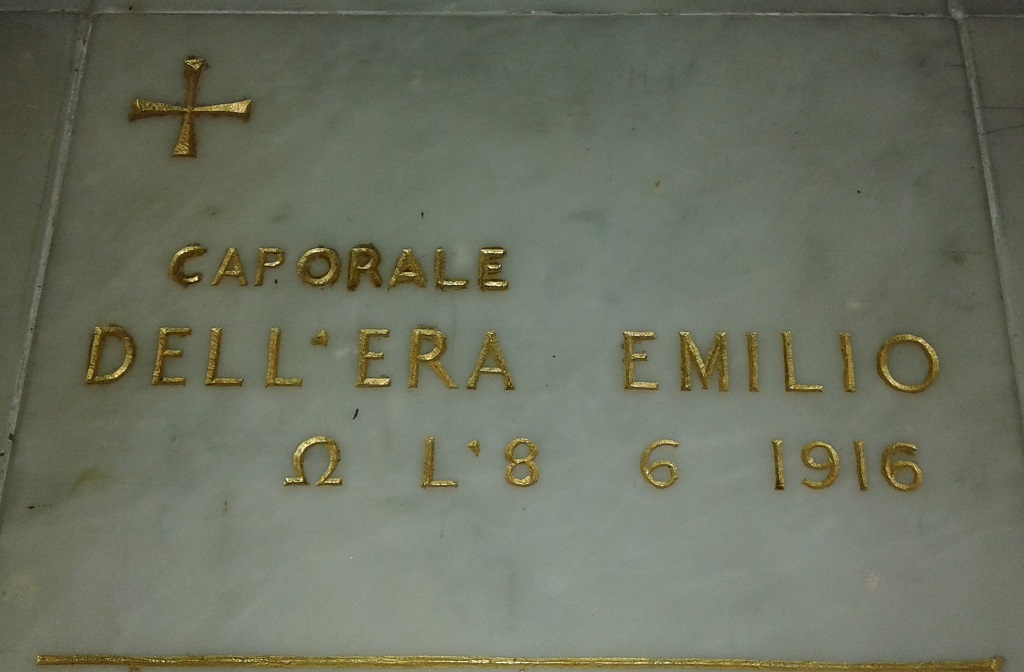 CAPORALE
DELL'ERA EMILIO
Ω L'8 6 1916